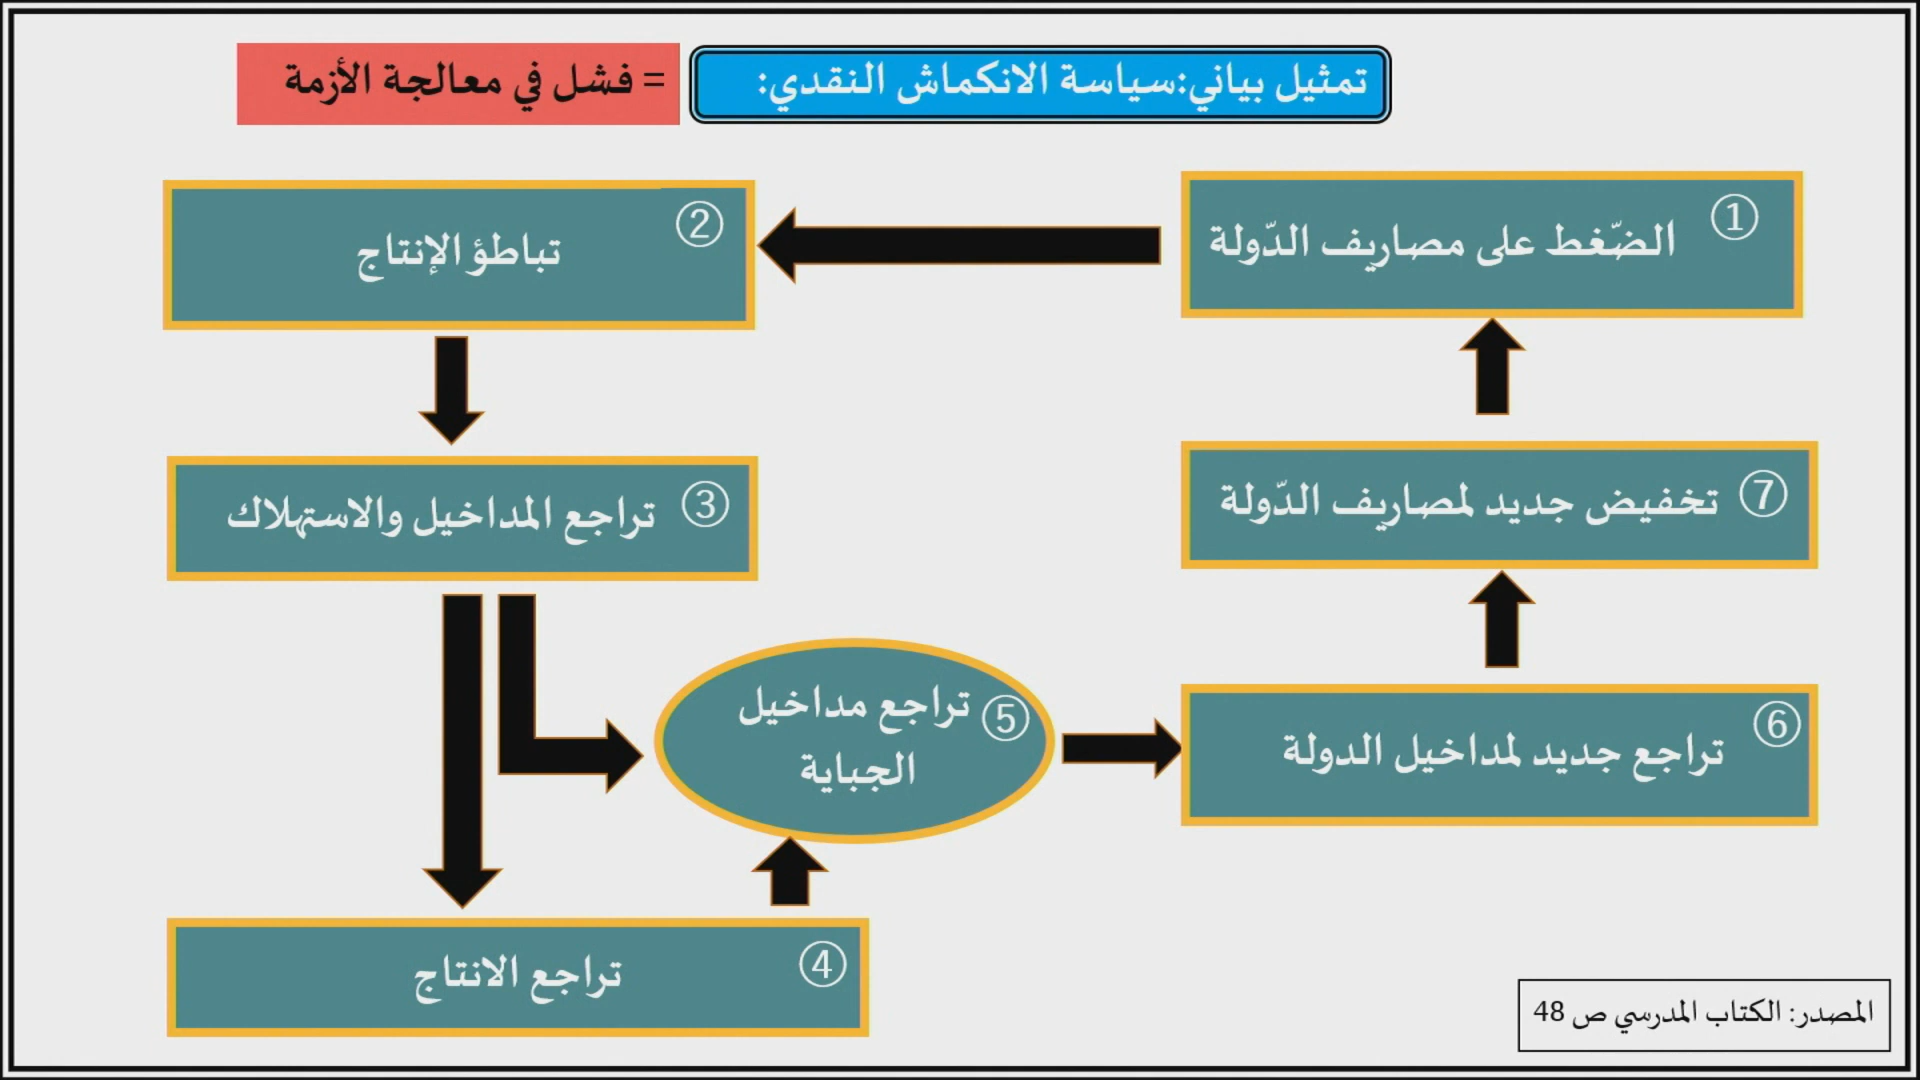 تمثيل بياني:سياسة الانكماش النقدي:
= فشل في معالجة الأزمة
① الضّغط على مصاريف الدّولة
② تباطؤ الإنتاج
③ تراجع المداخيل والاستهلاك
④ تراجع الانتاج
⑤ تراجع مداخيل
الجباية
⑥ تراجع جديد لمداخيل الدولة
⑦ تخفيض جديد لمصاريف الدّولة
المصدر: الكتاب المدرسي ص 48